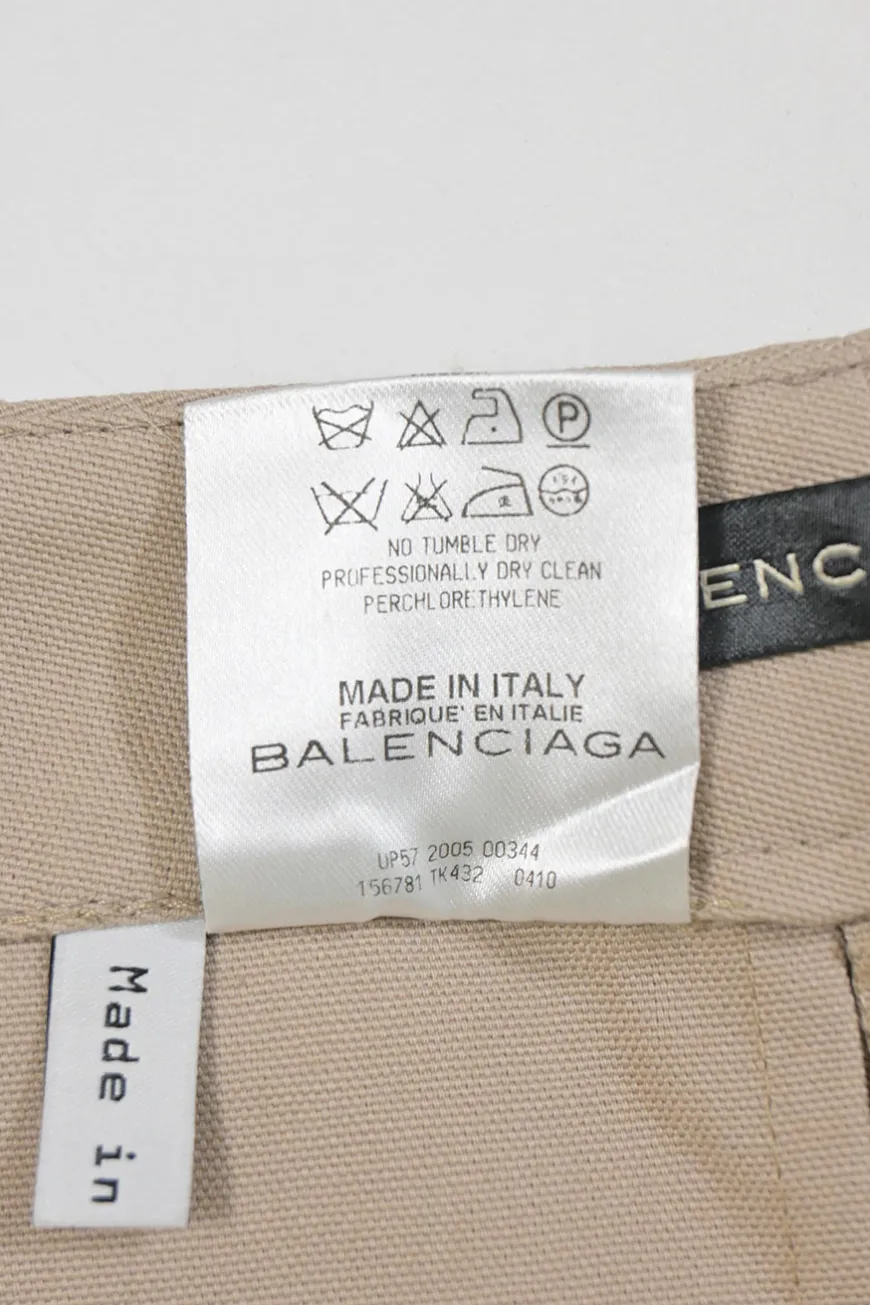 P
NO TUMBLE DRY
PROFESSIONALLY DRY CLEAN
PERCHLORETHYLENE
MADE IN ITALY
FABRIQUE' EN ITALIE
BALENCIAGA
UP57 2005 00344
156781 TK432 0410
ENC
Made in